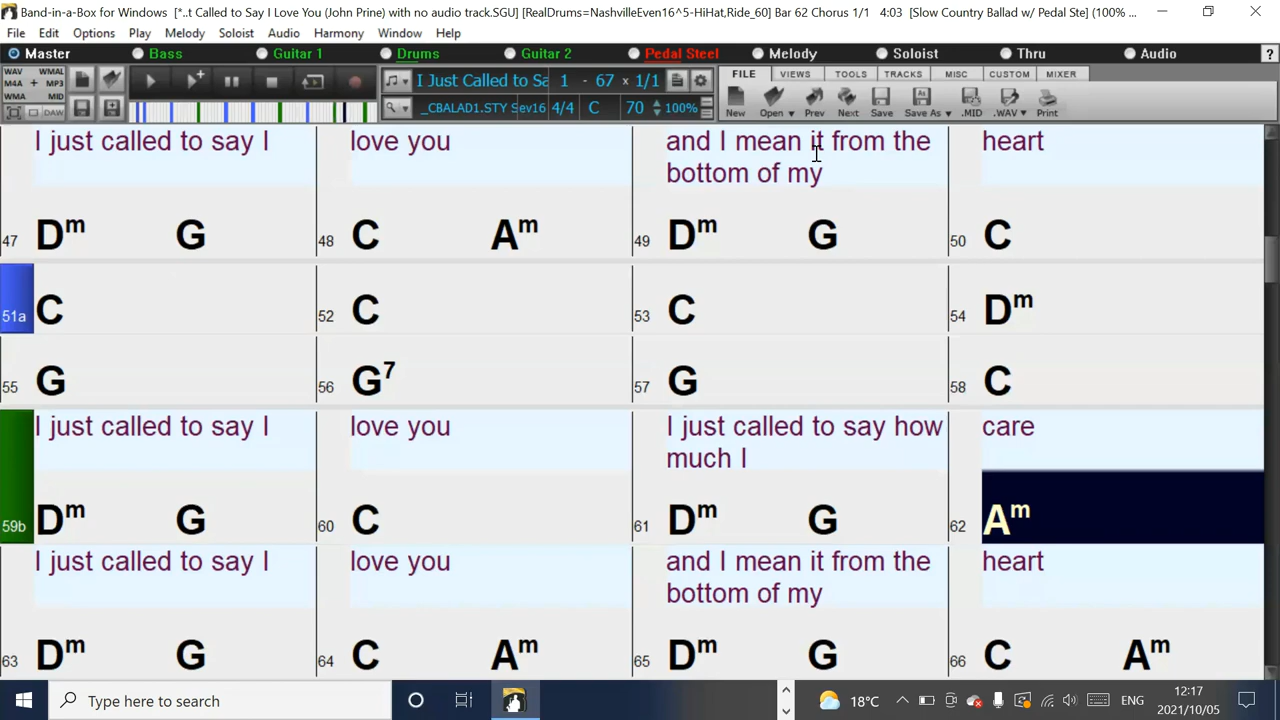 Band-in-a-Box for Windows [*..t Called to Say I Love You (John Prine) with no audio track.SGU] [RealDrums=NashvilleEven16^5-HiHat,Ride_60] Bar 62 Chorus 1/1 4:03 [Slow Country Ballad w/ Pedal Ste] (100% ...
File Edit Options Play Melody Soloist Audio Harmony Window Help
Master Bass Guitar 1 Drums Guitar 2 Pedal Steel Melody Soloist Thru Audio ?
WAV WMAL
M4A + MP3
WMA MID
DAW
I Just Called to Sa 1 - 67 x 1/1
_CBALAD1.STY Sev16 4/4 C 70 100%
FILE VIEWS TOOLS TRACKS MISC CUSTOM MIXER
New Open Prev Next Save Save As .MID .WAV Print
I just called to say I love you and I mean it from the heart
bottom of my
47 Dm G 48 C Am 49 Dm G 50 C
51a C 52 C 53 C 54 Dm
55 G 56 G7 57 G 58 C
I just called to say I love you I just called to say how care
much I
59b Dm G 60 C 61 Dm G 62 Am
I just called to say I love you and I mean it from the heart
bottom of my
63 Dm G 64 C Am 65 Dm G 66 C Am
Type here to search 18°C ENG 12:17
2021/10/05